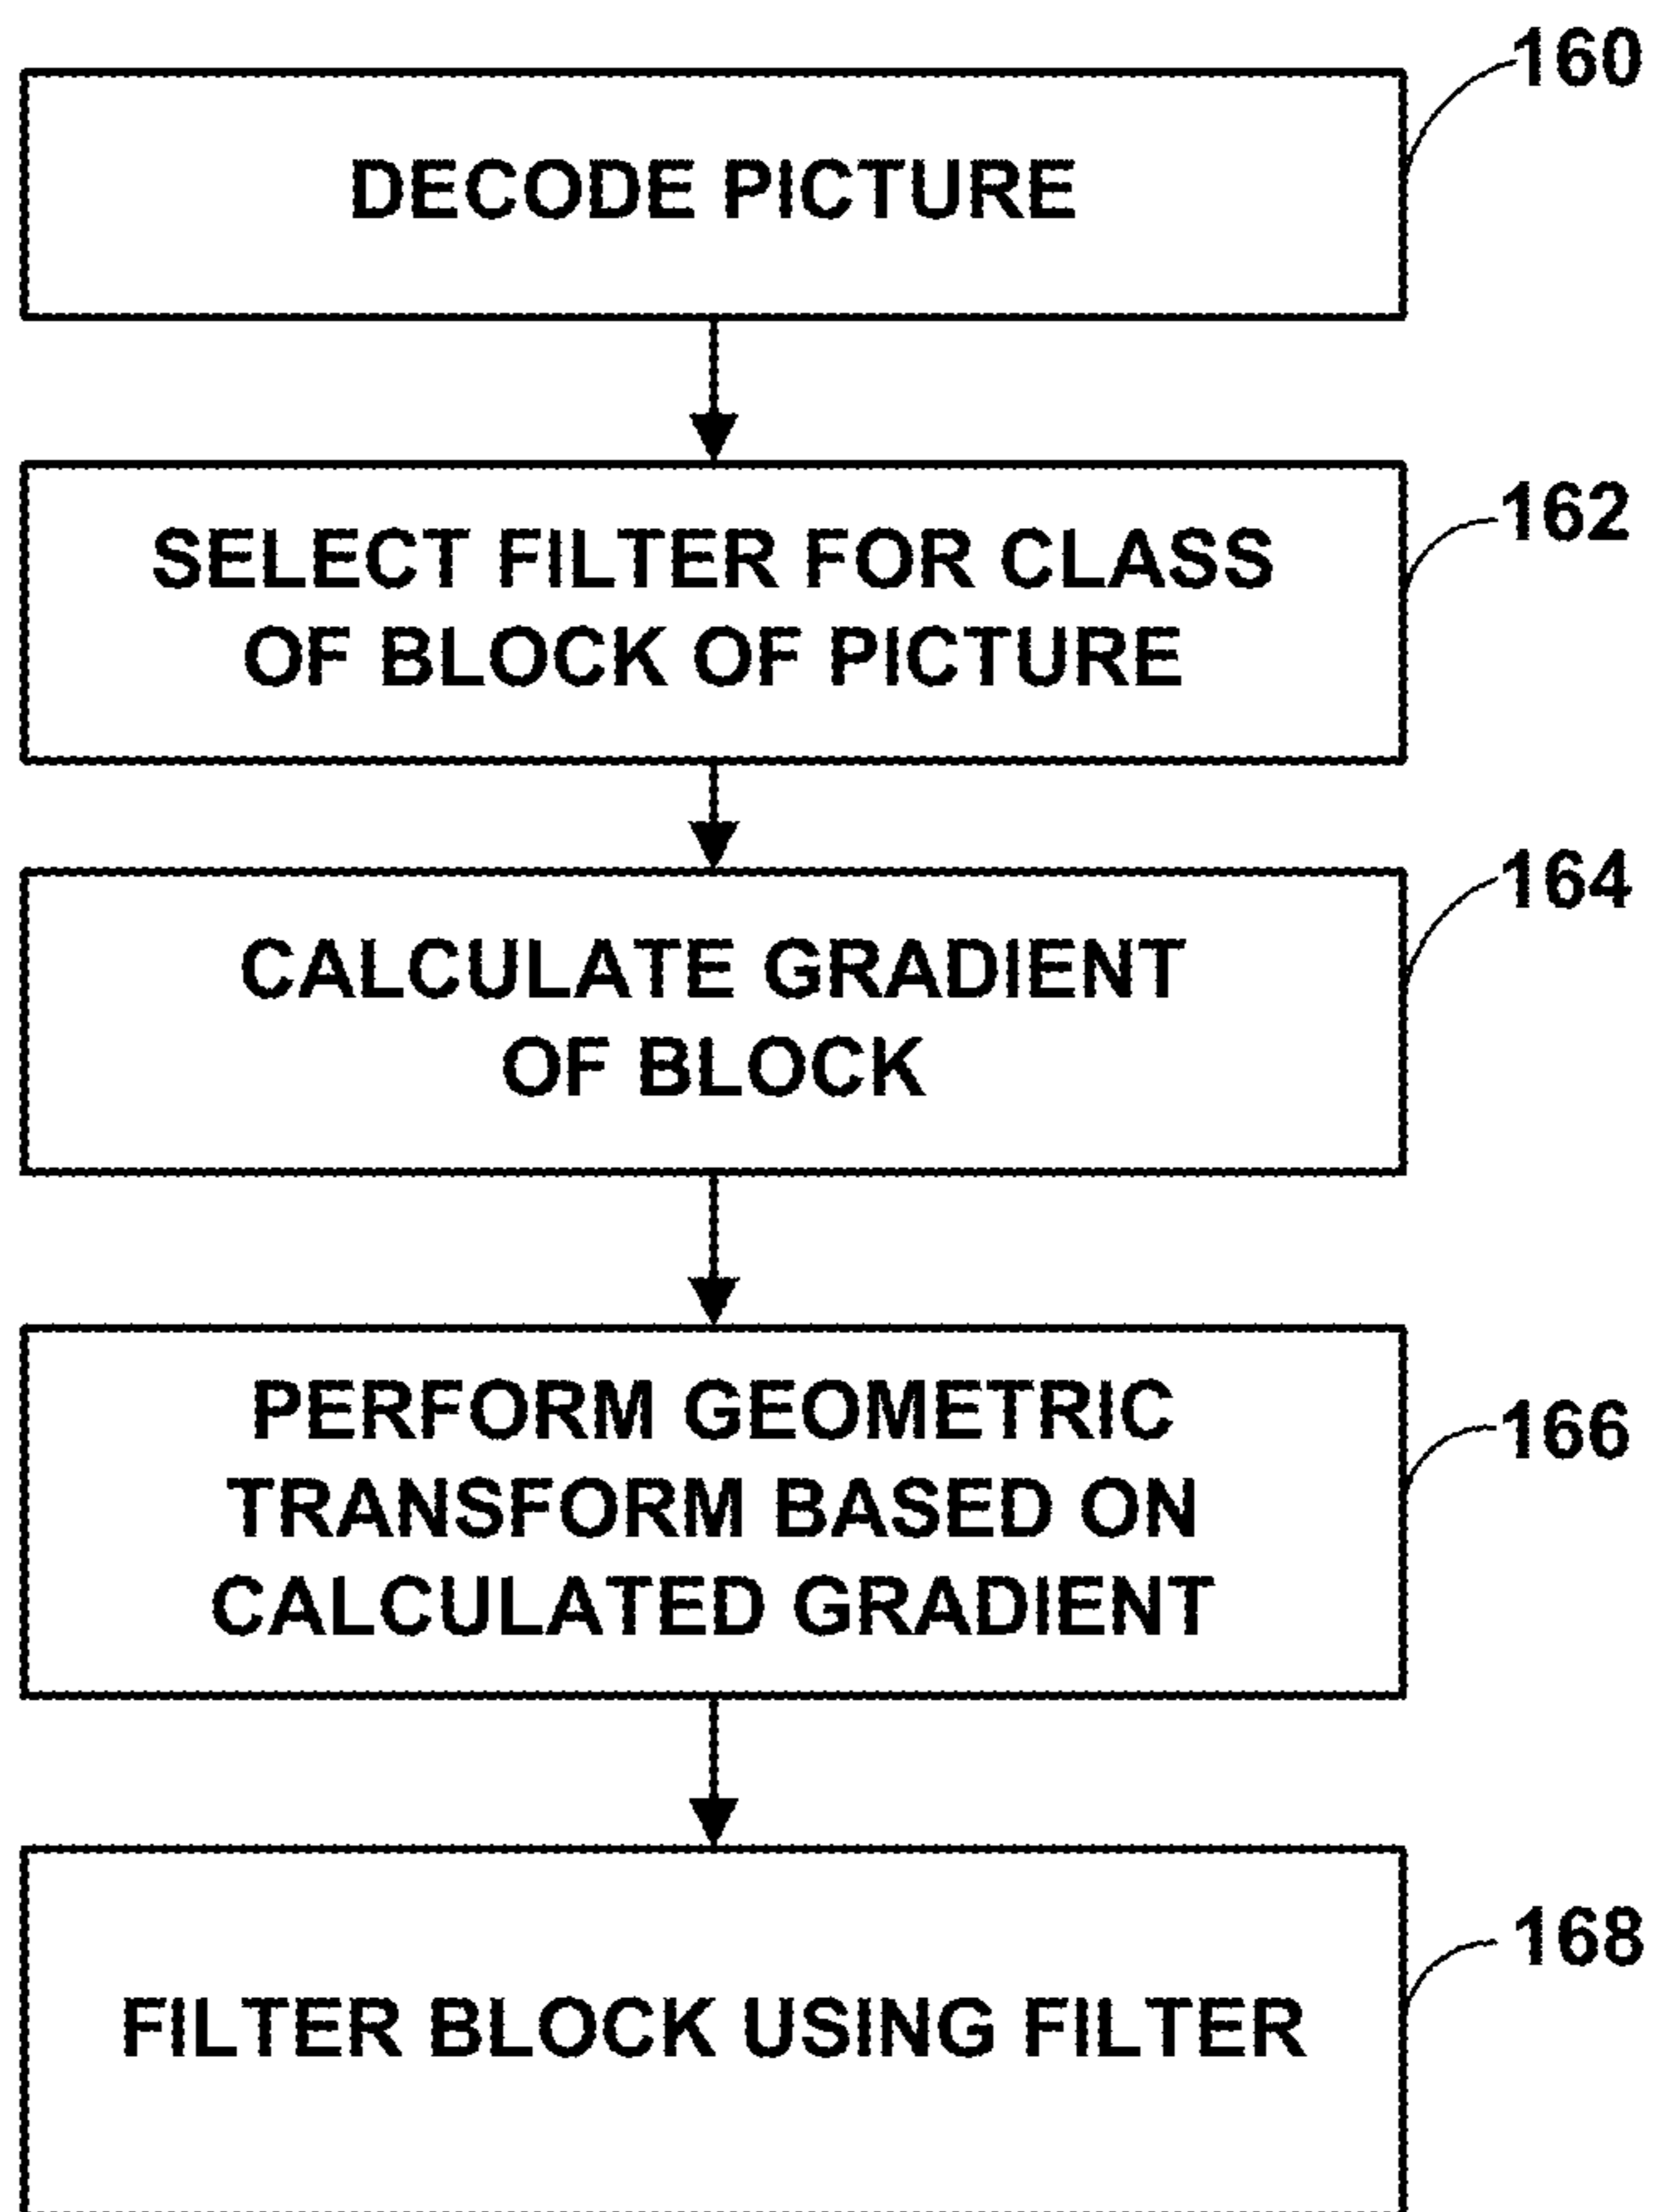 160
DECODE PICTURE
162
SELECT FILTER FOR CLASS
OF BLOCK OF PICTURE
164
CALCULATE GRADIENT
OF BLOCK
166
PERFORM GEOMETRIC
TRANSFORM BASED ON
CALCULATED GRADIENT
168
FILTER BLOCK USING FILTER